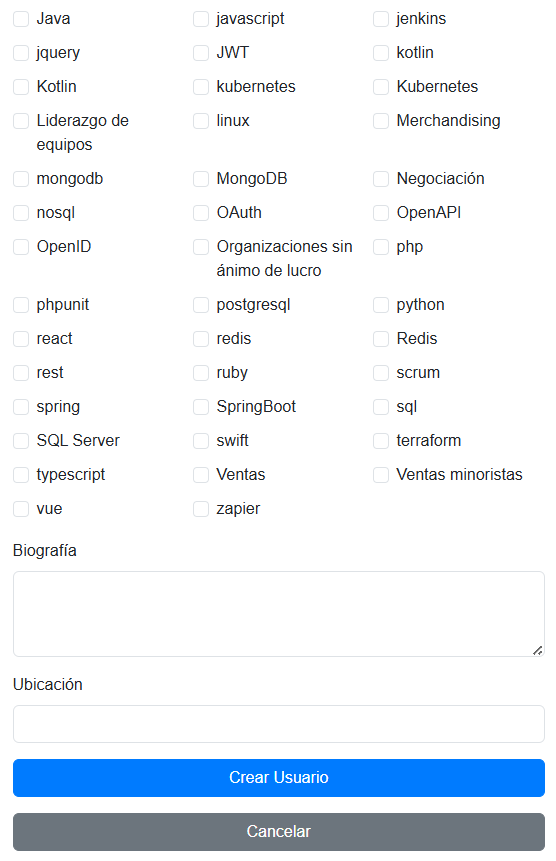 Java javascript jenkins
jquery JWT kotlin
Kotlin kubernetes Kubernetes
Liderazgo de equipos linux Merchandising
mongodb MongoDB Negociación
nosql OAuth OpenAPI
OpenID Organizaciones sin ánimo de lucro php
phpunit postgresql python
react redis Redis
rest ruby scrum
spring SpringBoot sql
SQL Server swift terraform
typescript Ventas Ventas minoristas
vue zapier
Biografía
Ubicación
Crear Usuario
Cancelar